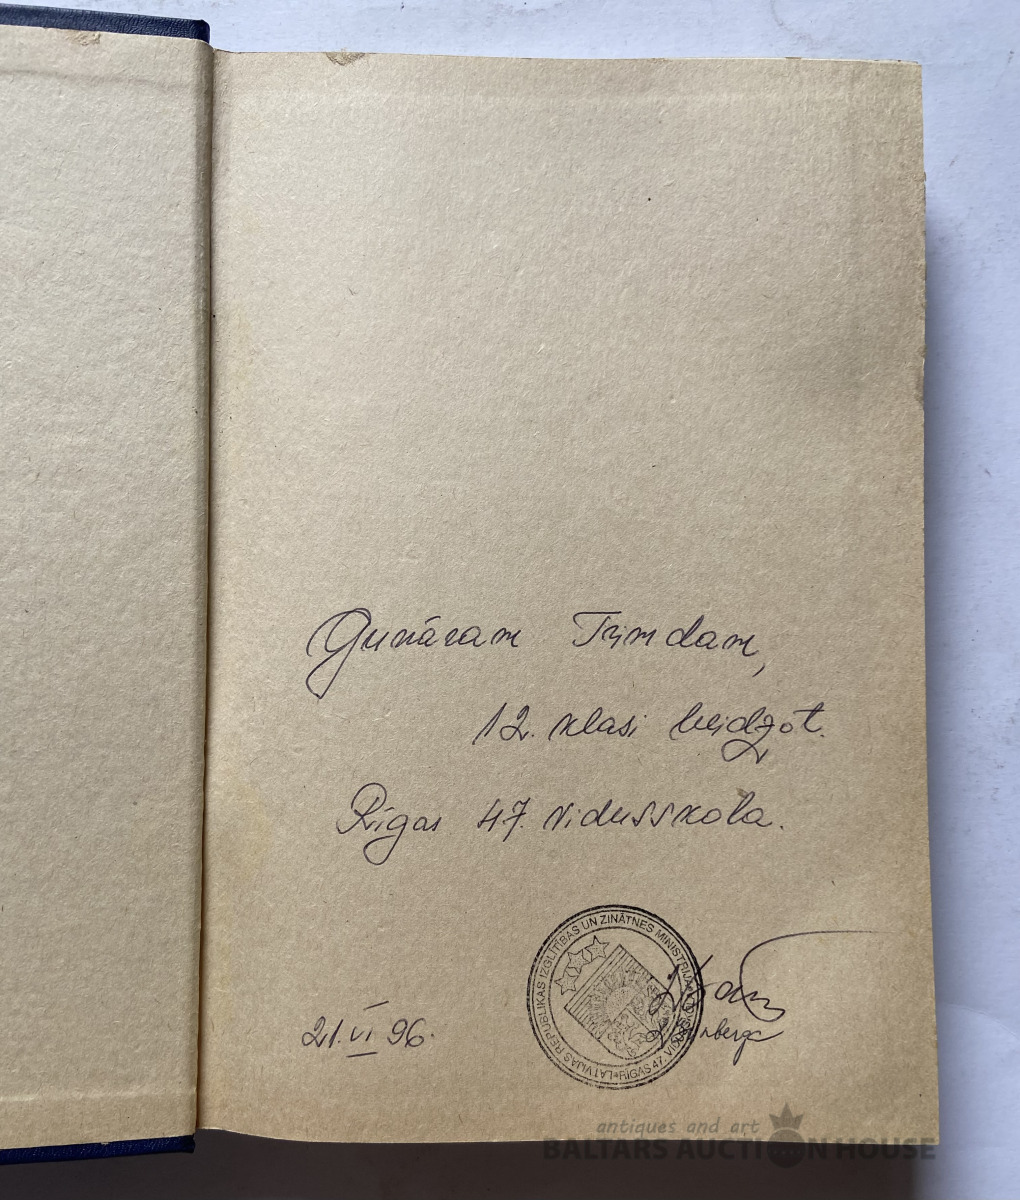 Gunāram Trimdam,
12. klasi beidzot.
Rīgas 47. vidusskola.
LATVIJAS REPUBLIKAS IZGLĪTĪBAS UN ZINĀTNES MINISTRIJA
RĪGAS 47. VIDUSSKOLA
21. VI 96.
antiques and art
BALTARS AUCTION HOUSE